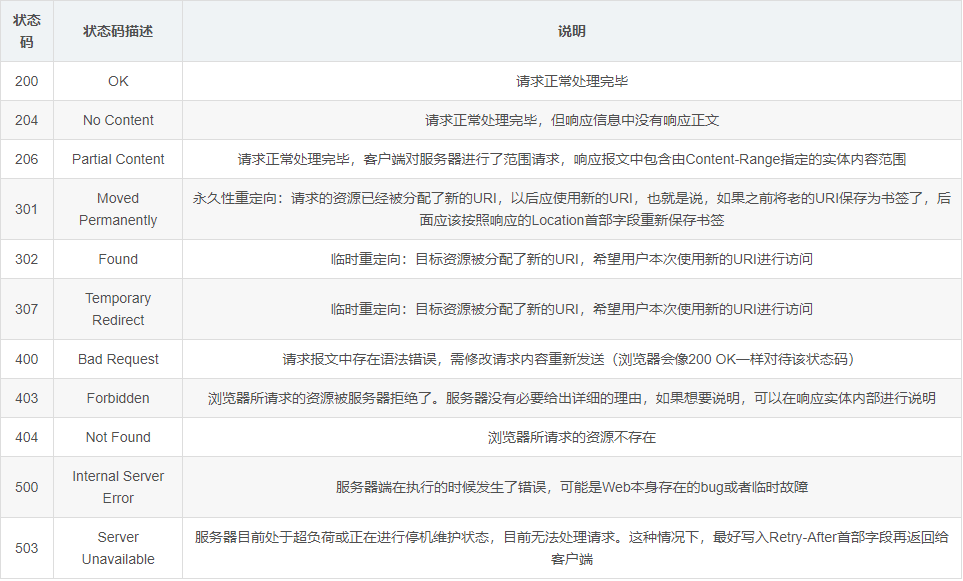 状态
码
状态码描述
说明
200
OK
请求正常处理完毕
204
No Content
请求正常处理完毕，但响应信息中没有响应正文
206
Partial Content
请求正常处理完毕，客户端对服务器进行了范围请求，响应报文中包含由Content-Range指定的实体内容范围
301
Moved
Permanently
永久性重定向：请求的资源已经被分配了新的URI，以后应使用新的URI，也就是说，如果之前将老的URI保存为书签了，后
面应该按照响应的Location首部字段重新保存书签
302
Found
临时重定向：目标资源被分配了新的URI，希望用户本次使用新的URI进行访问
307
Temporary
Redirect
临时重定向：目标资源被分配了新的URI，希望用户本次使用新的URI进行访问
400
Bad Request
请求报文中存在语法错误，需修改请求内容重新发送（浏览器会像200 OK一样对待该状态码）
403
Forbidden
浏览器所请求的资源被服务器拒绝了。服务器没有必要给出详细的理由，如果想要说明，可以在响应实体内部进行说明
404
Not Found
浏览器所请求的资源不存在
500
Internal Server
Error
服务器端在执行的时候发生了错误，可能是Web本身存在的bug或者临时故障
503
Server
Unavailable
服务器目前处于超负荷或正在进行停机维护状态，目前无法处理请求。这种情况下，最好写入Retry-After首部字段再返回给
客户端